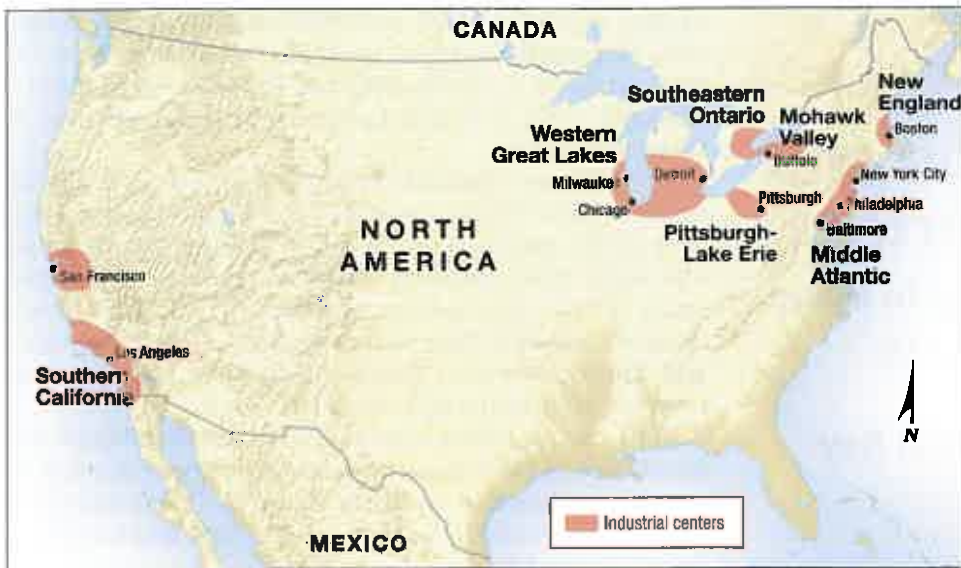 CANADA
New
England
Boston
Southeastern
Ontario
Mohawk
Valley
Buffalo
Western
Great Lakes
Milwauke
Detroit
Chicago
New York City
Pittsburgh
Philadelphia
Baltimore
Pittsburgh-
Lake Erie
Middle
Atlantic
NORTH
AMERICA
San Francisco
Los Angeles
Southern
California
N
Industrial centers
MEXICO